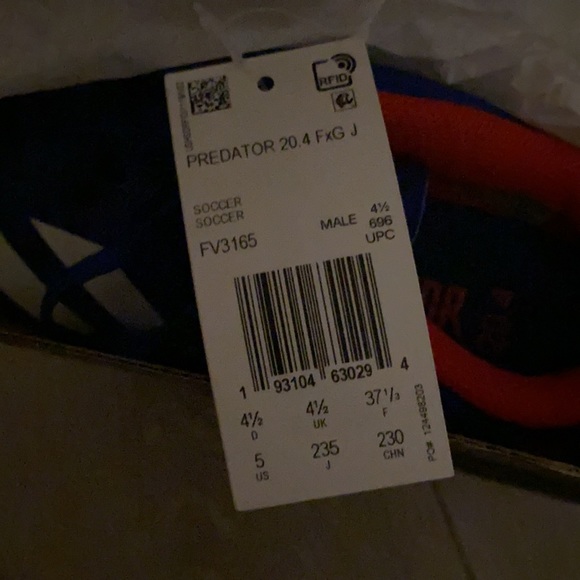 RFID
PREDATOR 20.4 FxG J
SOCCER
SOCCER
FV3165
MALE
4½
696
UPC
1 93104 63029 4
4½ D
4½ UK
37⅓ F
5 US
235 J
230 CHN